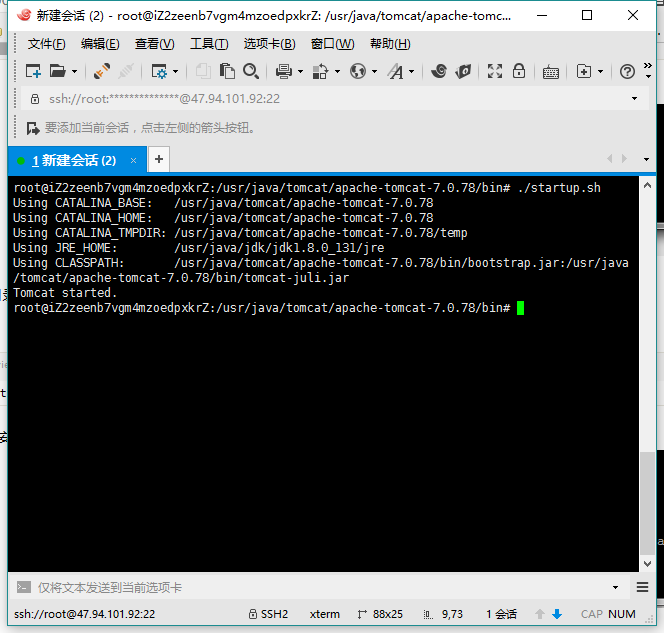 新建会话 (2) - root@iZ2zeenb7vgm4mzoedpxkrZ: /usr/java/tomcat/apache-tomc...
文件(F) 编辑(E) 查看(V) 工具(T) 选项卡(B) 窗口(W) 帮助(H)
ssh://root:**************@47.94.101.92:22
要添加当前会话，点击左侧的箭头按钮。
1 新建会话 (2) × +
root@iZ2zeenb7vgm4mzoedpxkrZ:/usr/java/tomcat/apache-tomcat-7.0.78/bin# ./startup.sh
Using CATALINA_BASE:   /usr/java/tomcat/apache-tomcat-7.0.78
Using CATALINA_HOME:   /usr/java/tomcat/apache-tomcat-7.0.78
Using CATALINA_TMPDIR: /usr/java/tomcat/apache-tomcat-7.0.78/temp
Using JRE_HOME:        /usr/java/jdk/jdk1.8.0_131/jre
Using CLASSPATH:       /usr/java/tomcat/apache-tomcat-7.0.78/bin/bootstrap.jar:/usr/java
/tomcat/apache-tomcat-7.0.78/bin/tomcat-juli.jar
Tomcat started.
root@iZ2zeenb7vgm4mzoedpxkrZ:/usr/java/tomcat/apache-tomcat-7.0.78/bin#
仅将文本发送到当前选项卡
ssh://root@47.94.101.92:22 SSH2 xterm 88x25 9,73 1 会话 CAP NUM